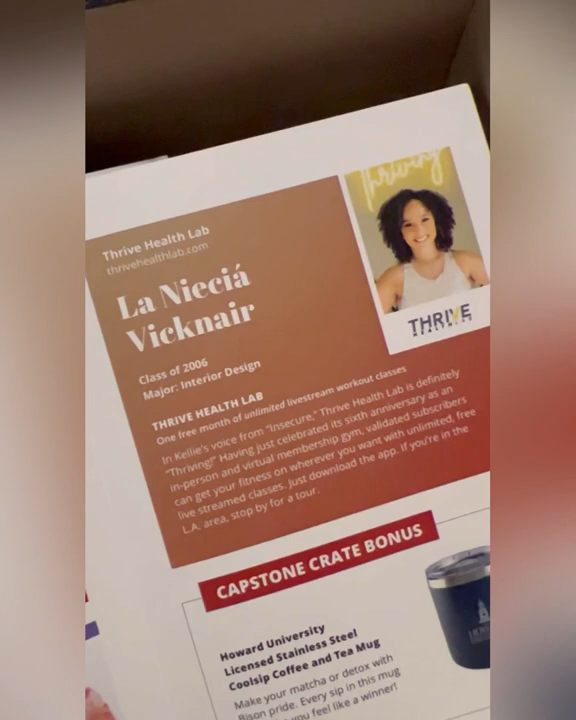 Thriving
Thrive Health Lab
thrivehealthlab.com
La Nieciá
Vicknair
THRIVE
HEALTH LAB
Class of 2006
Major: Interior Design
THRIVE HEALTH LAB
One free month of unlimited livestream workout classes
In Kellie's voice from "Insecure," Thrive Health Lab is definitely
"Thriving!" Having just celebrated its sixth anniversary as an
in-person and virtual membership gym, validated subscribers
can get your fitness on wherever you want with unlimited, free
live streamed classes. Just download the app. If you're in the
L.A. area, stop by for a tour.
CAPSTONE CRATE BONUS
Howard University
Licensed Stainless Steel
Coolsip Coffee and Tea Mug
Make your matcha or detox with
Bison pride. Every sip in this mug
you feel like a winner!